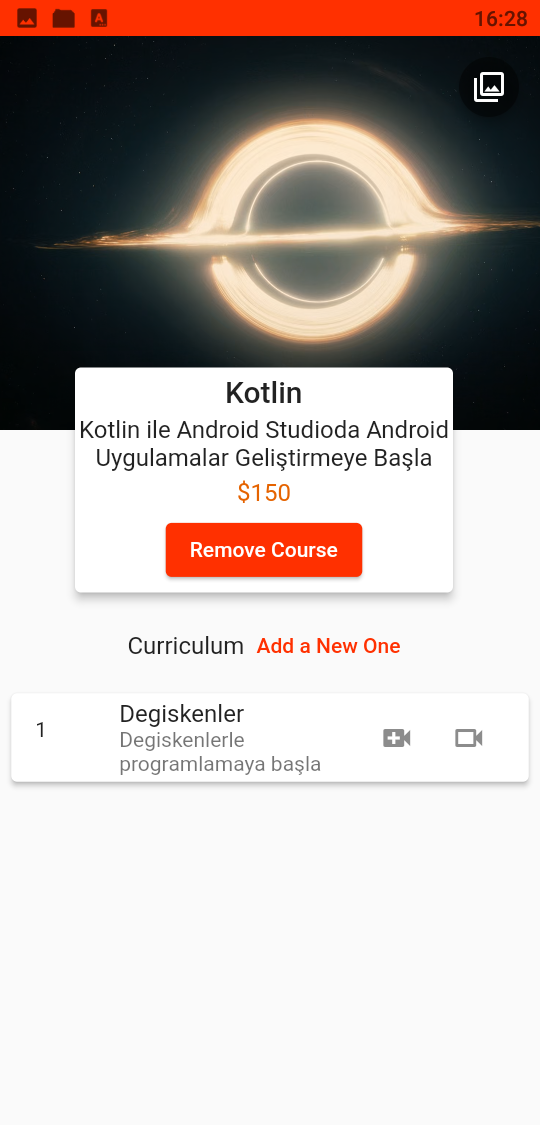 16:28
Kotlin
Kotlin ile Android Studioda Android
Uygulamalar Geliştirmeye Başla
$150
Remove Course
Curriculum Add a New One
1
Degiskenler
Degiskenlerle
programlamaya başla